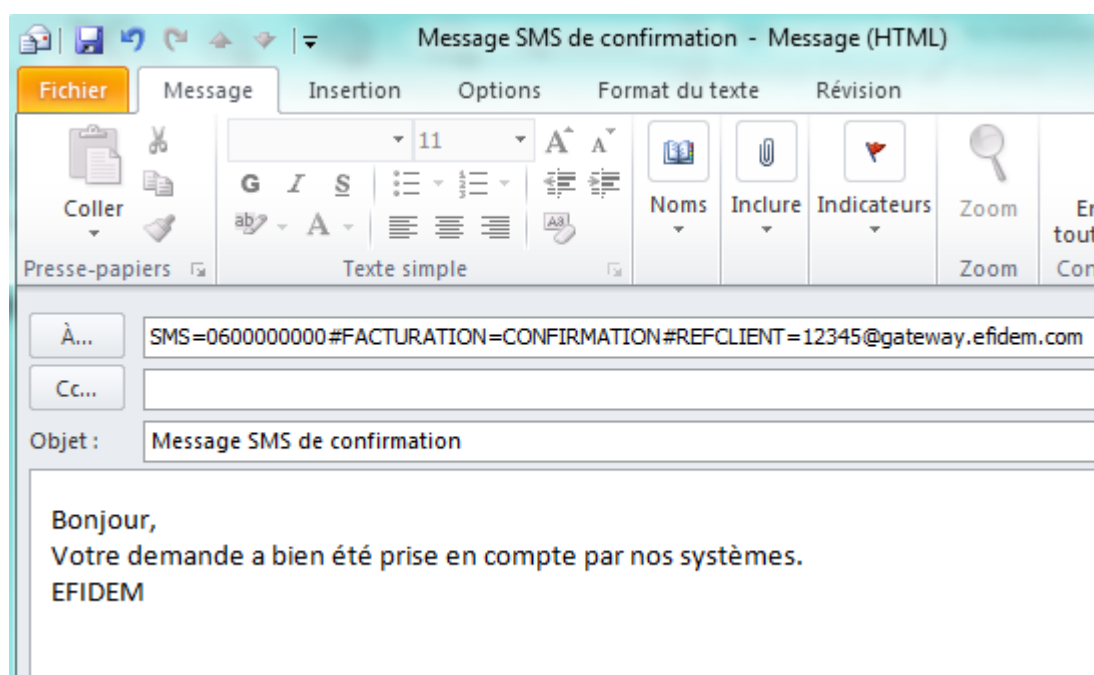 Message SMS de confirmation - Message (HTML)
Fichier Message Insertion Options Format du texte Révision
11 A A
G I S
Coller ab A Aa Noms Inclure Indicateurs Zoom
Presse-papiers Texte simple Zoom
À... SMS=0600000000#FACTURATION=CONFIRMATION#REFCLIENT=12345@gateway.efidem.com
Cc...
Objet : Message SMS de confirmation
Bonjour,
Votre demande a bien été prise en compte par nos systèmes.
EFIDEM